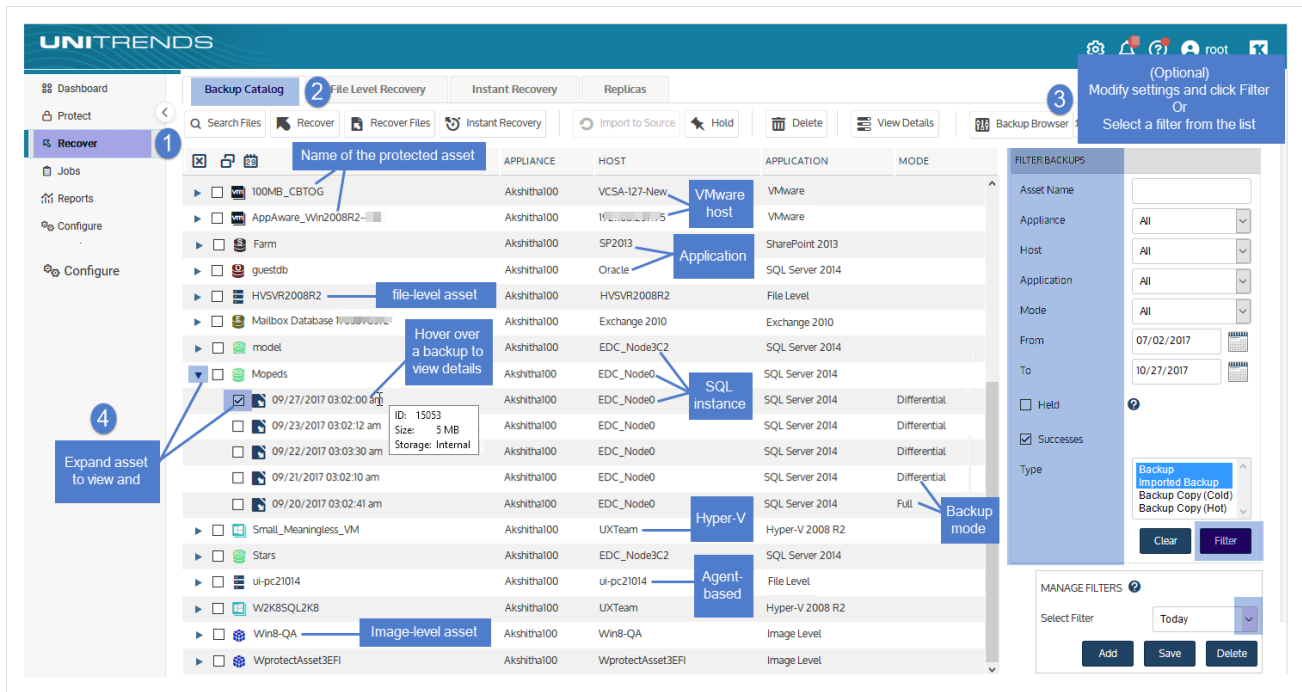 UNITRENDS
root
Dashboard
Protect
Recover
Jobs
Reports
Configure
Configure
1
Backup Catalog
2
File Level Recovery
Instant Recovery
Replicas
3
(Optional)
Modify settings and click Filter
Or
Select a filter from the list
Search Files
Recover
Recover Files
Instant Recovery
Import to Source
Hold
Delete
View Details
Backup Browser
Name of the protected asset
APPLIANCE
HOST
APPLICATION
MODE
100MB_CBTOG Akshitha100 VCSA-127-New VMware
AppAware_Win2008R2-- Akshitha100 VMware
VMware
host
Farm Akshitha100 SP2013 SharePoint 2013
Application
guestdb Akshitha100 Oracle SQL Server 2014
HVSVR2008R2 file-level asset Akshitha100 HVSVR2008R2 File Level
Mailbox Database Akshitha100 Exchange 2010 Exchange 2010
Hover over
a backup to
view details
model Akshitha100 EDC_Node3C2 SQL Server 2014
Mopeds Akshitha100 EDC_Node0 SQL Server 2014
SQL
instance
09/27/2017 03:02:00 am Akshitha100 EDC_Node0 SQL Server 2014 Differential
ID: 15053
Size: 5 MB
Storage: Internal
09/23/2017 03:02:12 am EDC_Node0 SQL Server 2014 Differential
09/22/2017 03:03:30 am EDC_Node0 SQL Server 2014 Differential
09/21/2017 03:02:10 am Akshitha100 EDC_Node0 SQL Server 2014 Differential
09/20/2017 03:02:41 am Akshitha100 EDC_Node0 SQL Server 2014 Full
Backup
mode
4
Expand asset
to view and
Small_Meaningless_VM Akshitha100 UXTeam Hyper-V Hyper-V 2008 R2
Stars Akshitha100 EDC_Node3C2 SQL Server 2014
ui-pc21014 Akshitha100 ui-pc21014 File Level
Agent-
based
W2K8SQL2K8 Akshitha100 UXTeam Hyper-V 2008 R2
Win8-QA Image-level asset Akshitha100 Win8-QA Image Level
WprotectAsset3EFI Akshitha100 WprotectAsset3EFI Image Level
FILTER BACKUPS
Asset Name
Appliance All
Host All
Application All
Mode All
From 07/02/2017
To 10/27/2017
Held
Successes
Type
Backup
Imported Backup
Backup Copy (Cold)
Backup Copy (Hot)
Clear
Filter
MANAGE FILTERS
Select Filter Today
Add
Save
Delete